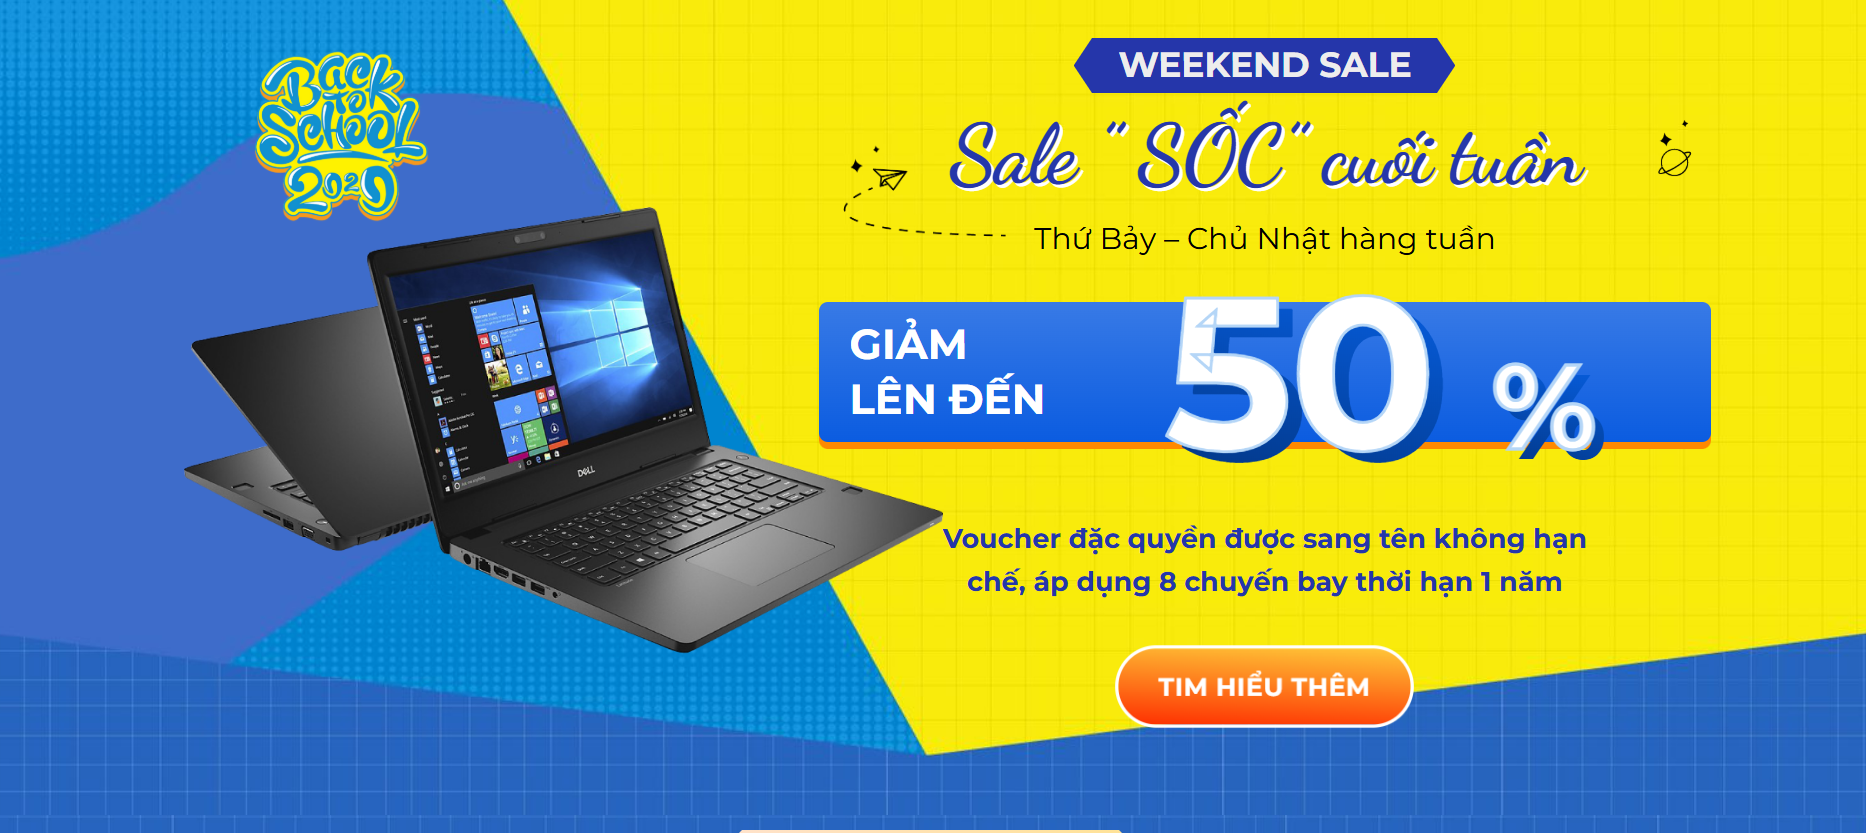 Back
to
School
2020
WEEKEND SALE
Sale "SỐC" cuối tuần
Thứ Bảy – Chủ Nhật hàng tuần
GIẢM
LÊN ĐẾN
50 %
DELL
Voucher đặc quyền được sang tên không hạn
chế, áp dụng 8 chuyến bay thời hạn 1 năm
TIM HIỂU THÊM